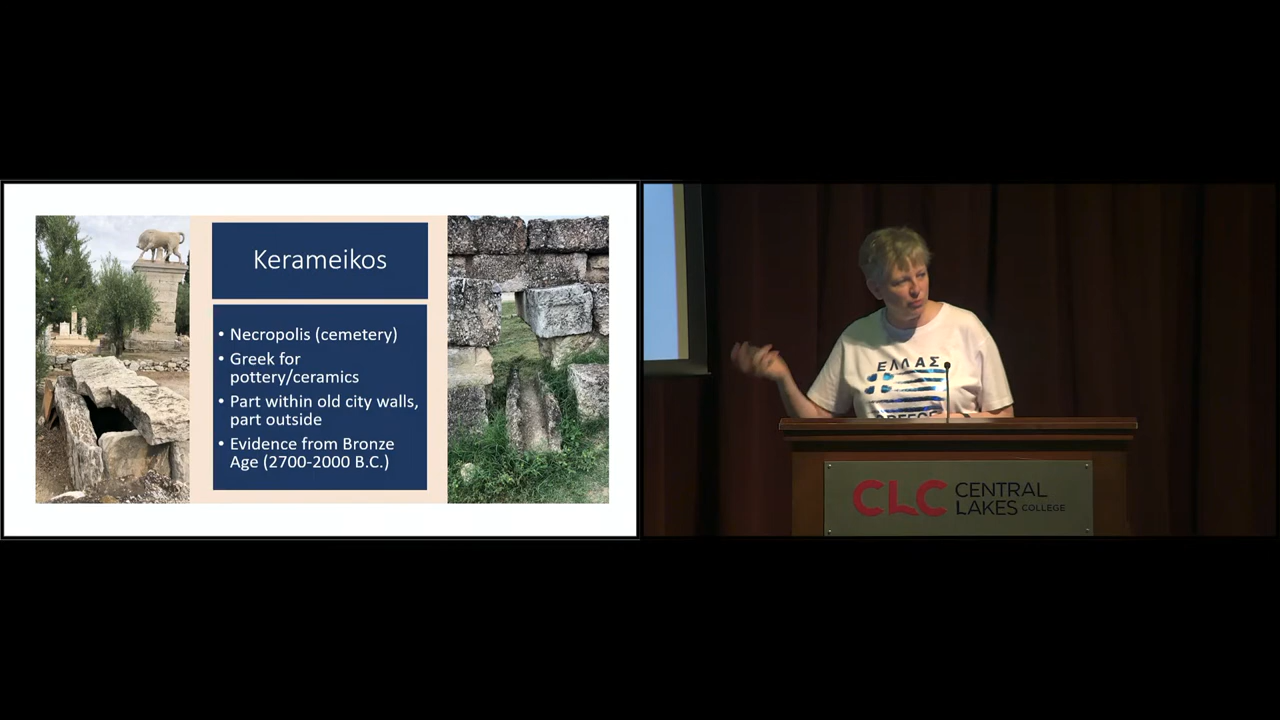 Kerameikos
• Necropolis (cemetery)
• Greek for
pottery/ceramics
• Part within old city walls,
part outside
• Evidence from Bronze
Age (2700-2000 B.C.)
ΕΛΛΑΣ
CLC CENTRAL
LAKES COLLEGE